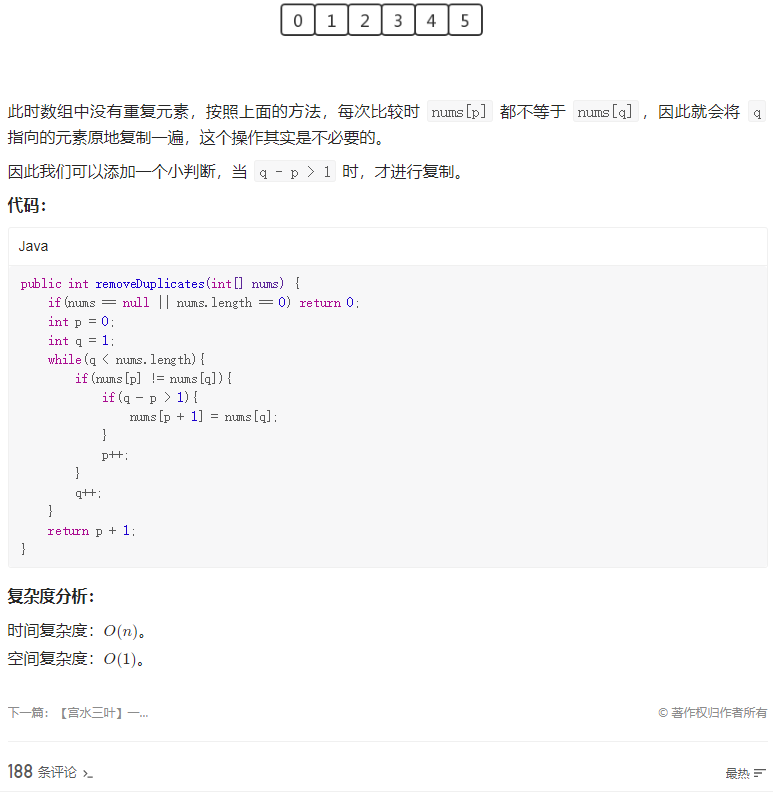 0 1 2 3 4 5
此时数组中没有重复元素，按照上面的方法，每次比较时 nums[p] 都不等于 nums[q] ，因此就会将 q
指向的元素原地复制一遍，这个操作其实是不必要的。
因此我们可以添加一个小判断，当 q - p > 1 时，才进行复制。
代码：
Java
public int removeDuplicates(int[] nums) {
    if(nums == null || nums.length == 0) return 0;
    int p = 0;
    int q = 1;
    while(q < nums.length){
        if(nums[p] != nums[q]){
            if(q - p > 1){
                nums[p + 1] = nums[q];
            }
            p++;
        }
        q++;
    }
    return p + 1;
}
复杂度分析：
时间复杂度：O(n)。
空间复杂度：O(1)。
下一篇：【宫水三叶】一... © 著作权归作者所有
188 条评论 最热